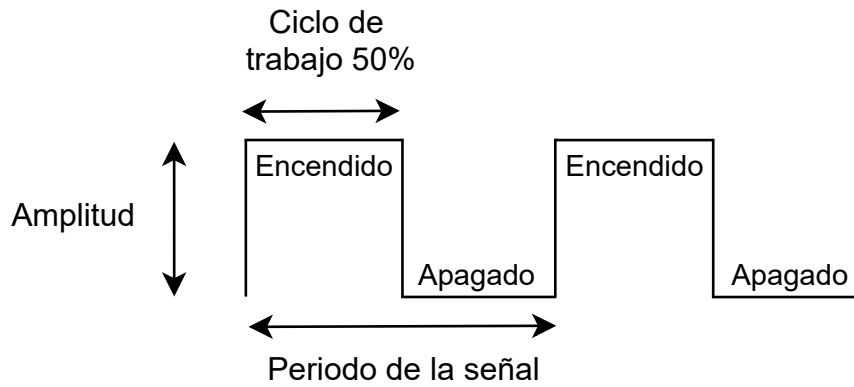 Ciclo de
trabajo 50%
Encendido
Encendido
Amplitud
Apagado
Apagado
Periodo de la señal